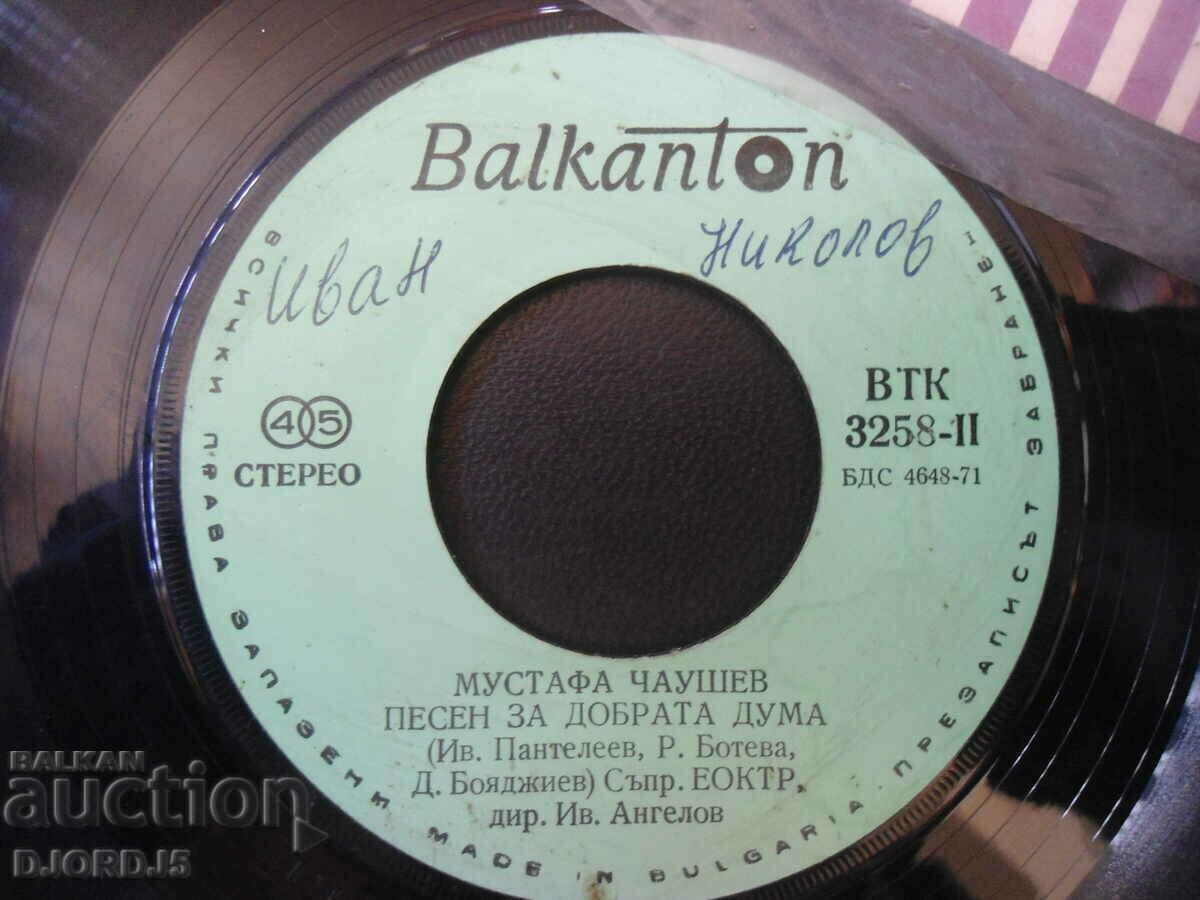 Balkanton
Иван
Николов
45
СТЕРЕО
ВТК
3258-II
БДС 4648-71
МУСТАФА ЧАУШЕВ
ПЕСЕН ЗА ДОБРАТА ДУМА
(Ив. Пантелеев, Р. Ботева,
Д. Бояджиев) Съпр. ЕОКТР,
дир. Ив. Ангелов
ВСИЧКИ ПРАВА ЗАПАЗЕНИ MADE IN BULGARIA. ПРЕЗАПИСЪТ ЗАБРАНЕН
BALKAN
auction
DJORDJ5